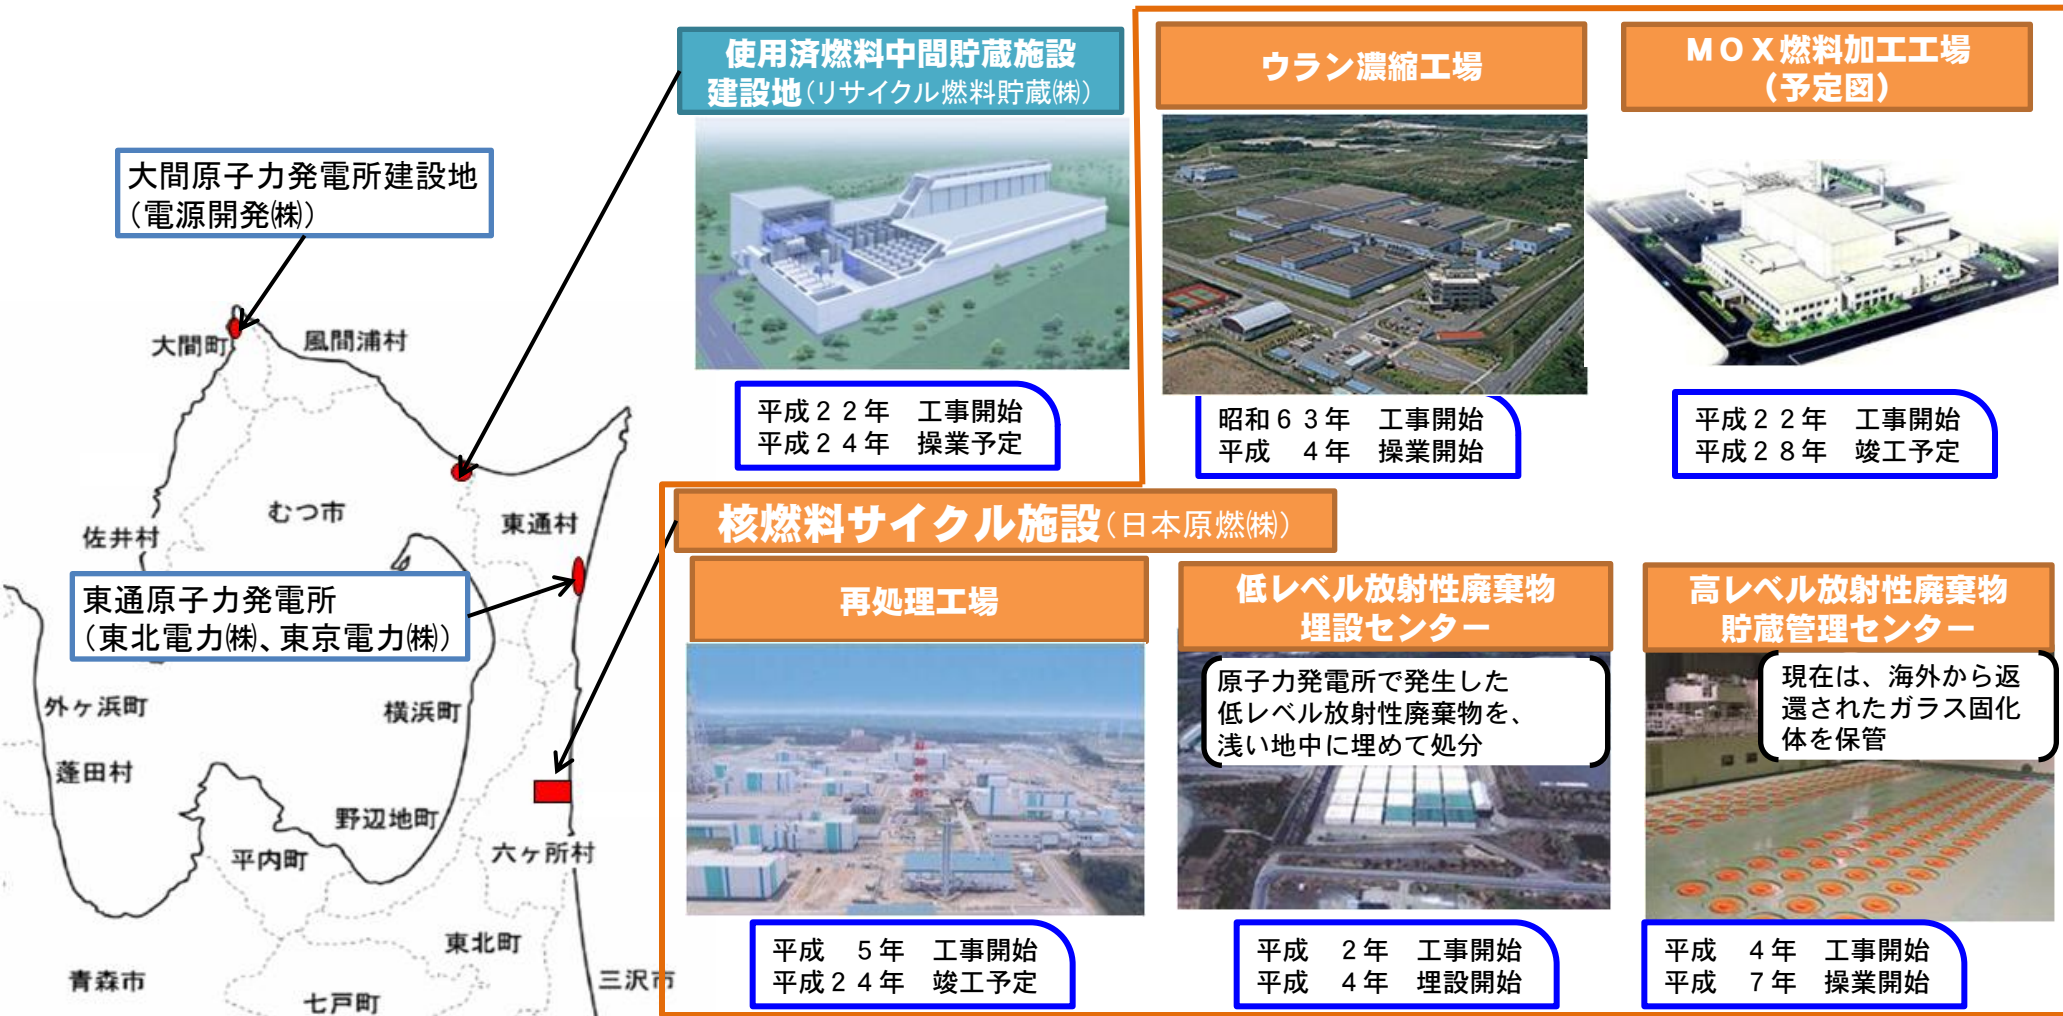 使用済燃料中間貯蔵施設
建設地(リサイクル燃料貯蔵㈱)
ウラン濃縮工場
MOX燃料加工工場
(予定図)
大間原子力発電所建設地
(電源開発㈱)
大間町
風間浦村
平成22年 工事開始
平成24年 操業予定
昭和63年 工事開始
平成 4年 操業開始
平成22年 工事開始
平成28年 竣工予定
むつ市
佐井村
東通村
核燃料サイクル施設(日本原燃㈱)
東通原子力発電所
(東北電力㈱、東京電力㈱)
再処理工場
低レベル放射性廃棄物
埋設センター
高レベル放射性廃棄物
貯蔵管理センター
原子力発電所で発生した
低レベル放射性廃棄物を、
浅い地中に埋めて処分
現在は、海外から返
還されたガラス固化
体を保管
外ヶ浜町
横浜町
蓬田村
野辺地町
平内町
六ヶ所村
東北町
青森市
七戸町
三沢市
平成 5年 工事開始
平成24年 竣工予定
平成 2年 工事開始
平成 4年 埋設開始
平成 4年 工事開始
平成 7年 操業開始